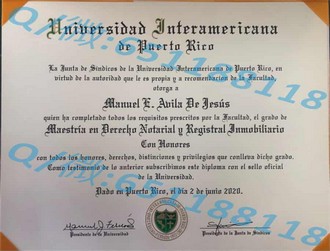 Universidad Interamericana
de Puerto Rico
La Junta de Síndicos de la Universidad Interamericana de Puerto Rico, en
virtud de la autoridad que le es propia y a recomendación de la Facultad,
otorga a
Manuel E. Avila De Jesús
quien ha completado todos los requisitos prescritos por la Facultad, el grado de
Maestría en Derecho Notarial y Registral Inmobiliario
Con Honores
con todos los honores, derechos, distinciones y privilegios que conlleva dicho grado.
Como testimonio de lo anterior subscribimos este diploma con el sello oficial
de la Universidad.
Dado en Puerto Rico, el día 2 de junio 2020.
Presidente de la Universidad
Presidente de la Junta de Síndicos